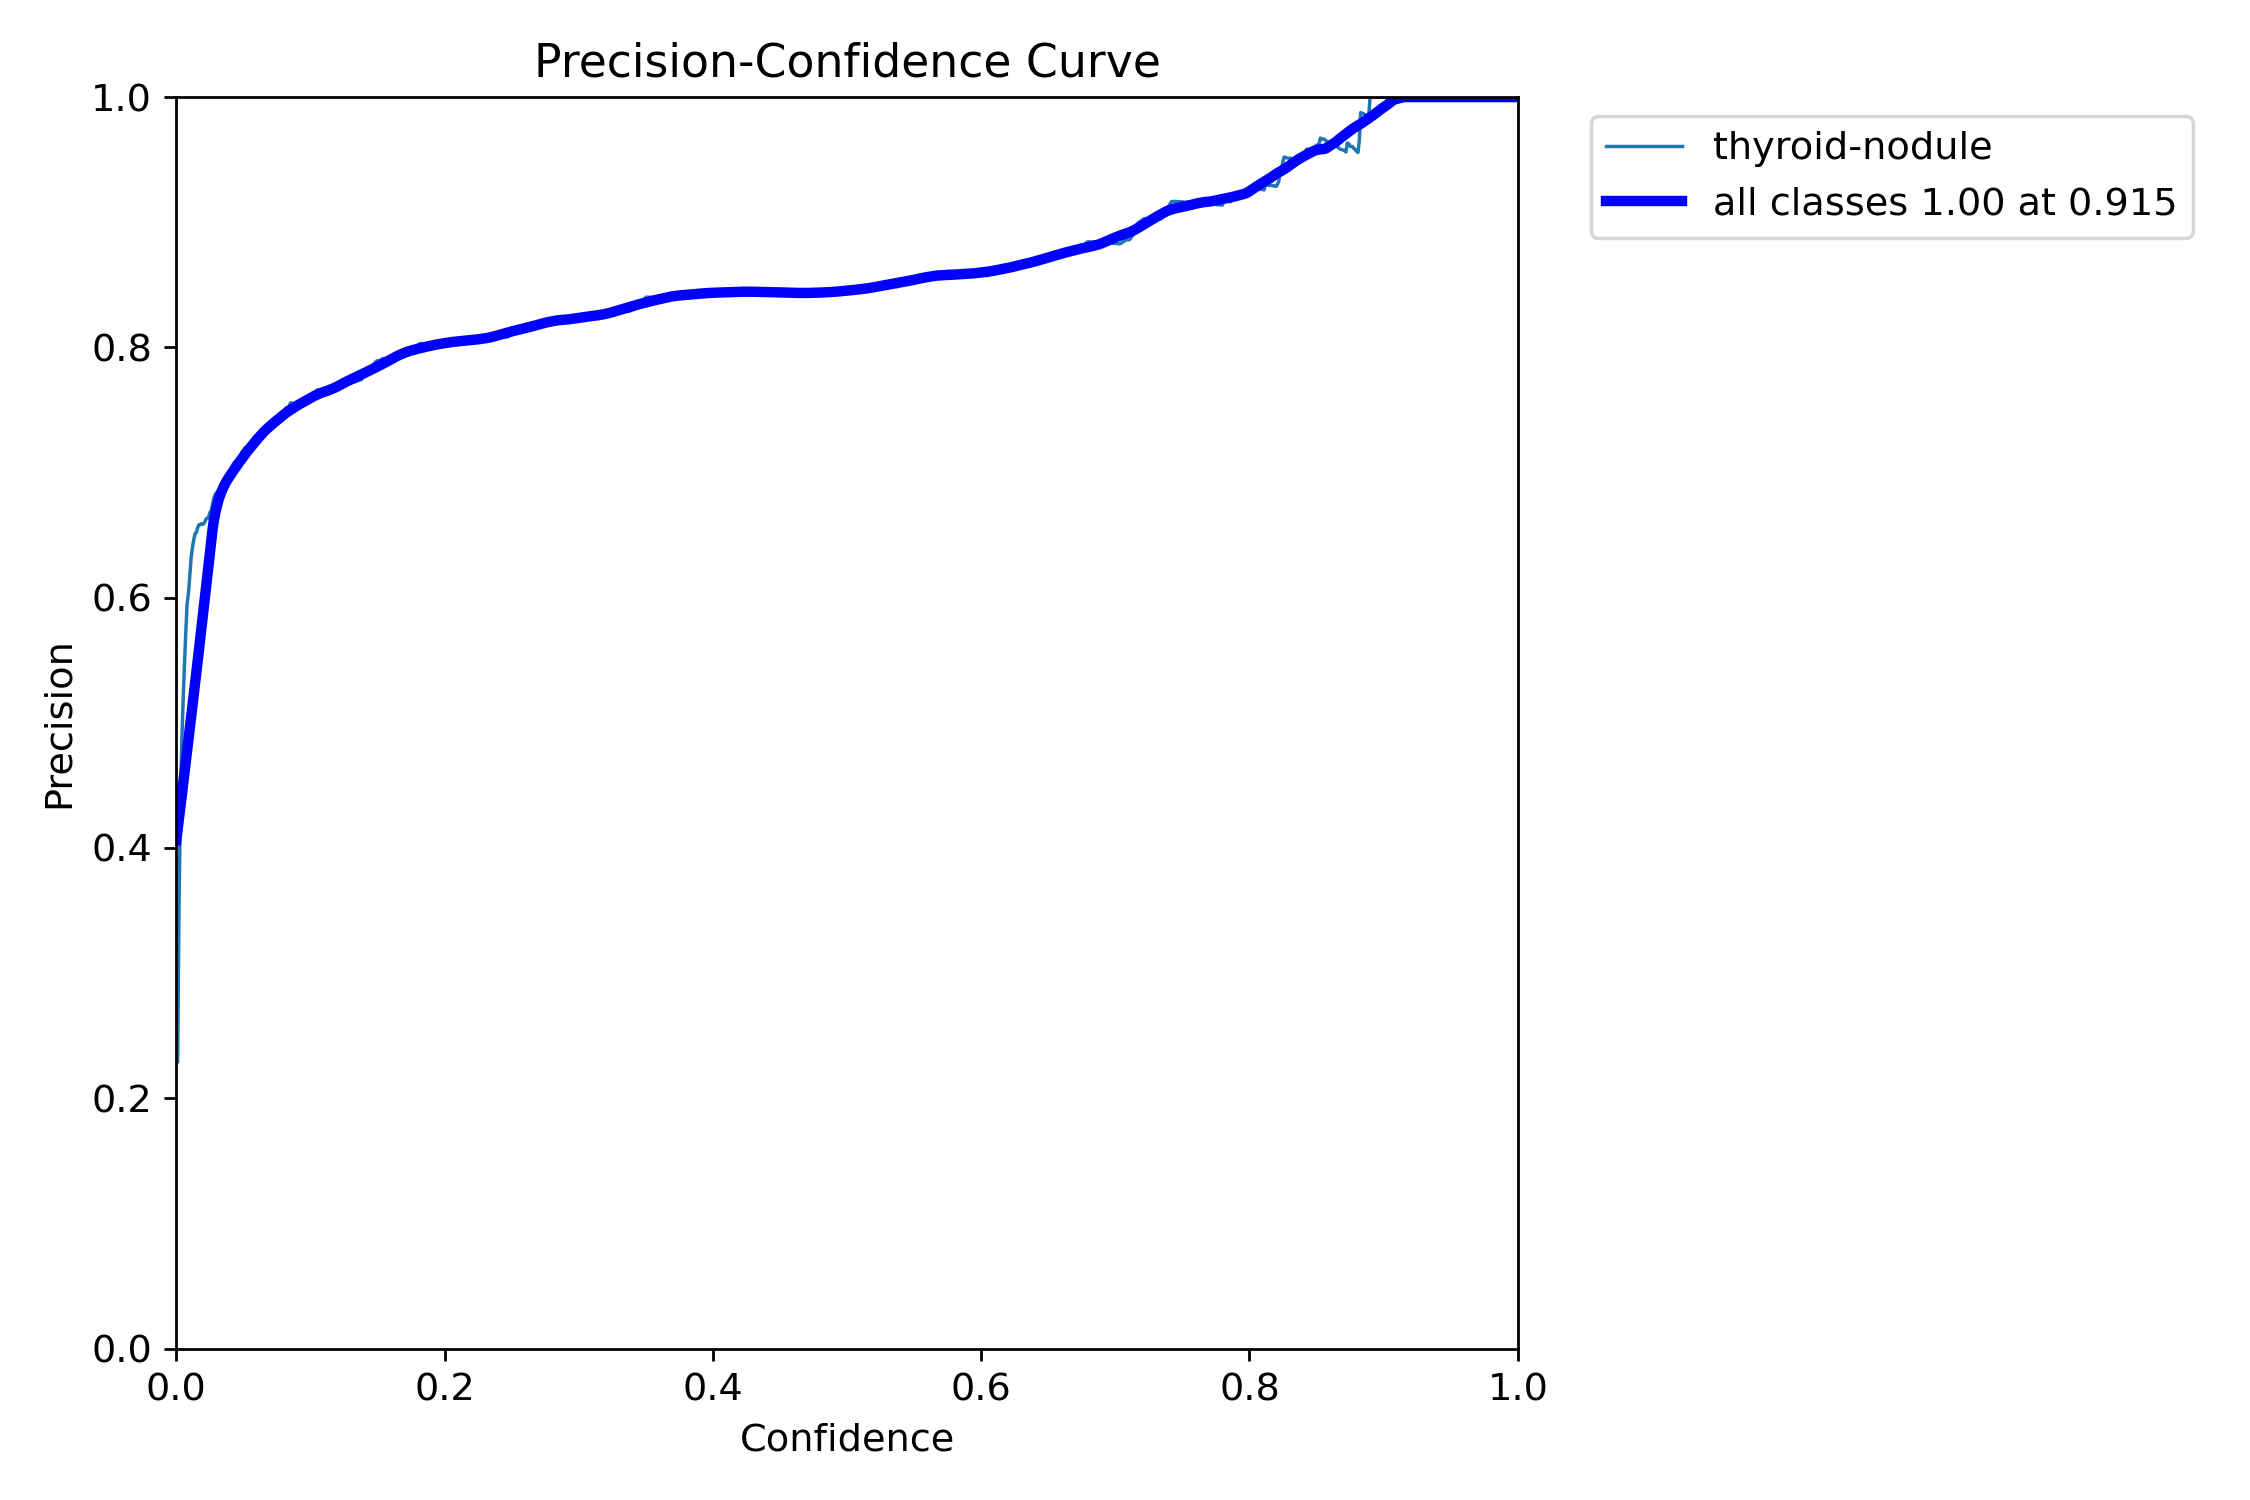 Precision-Confidence Curve
thyroid-nodule
all classes 1.00 at 0.915
1.0
0.8
0.6
0.4
0.2
0.0
Precision
0.0 0.2 0.4 0.6 0.8 1.0
Confidence